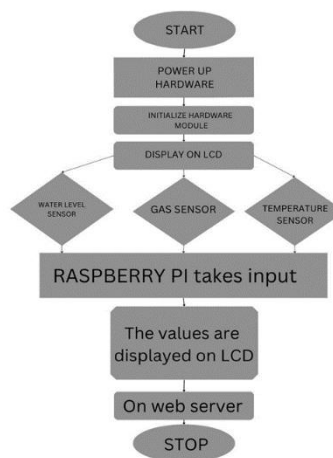 START
POWER UP
HARDWARE
INITIALIZE HARDWARE
MODULE
DISPLAY ON LCD
WATER LEVEL
SENSOR
GAS SENSOR
TEMPERATURE
SENSOR
RASPBERRY PI takes input
The values are
displayed on LCD
On web server
STOP